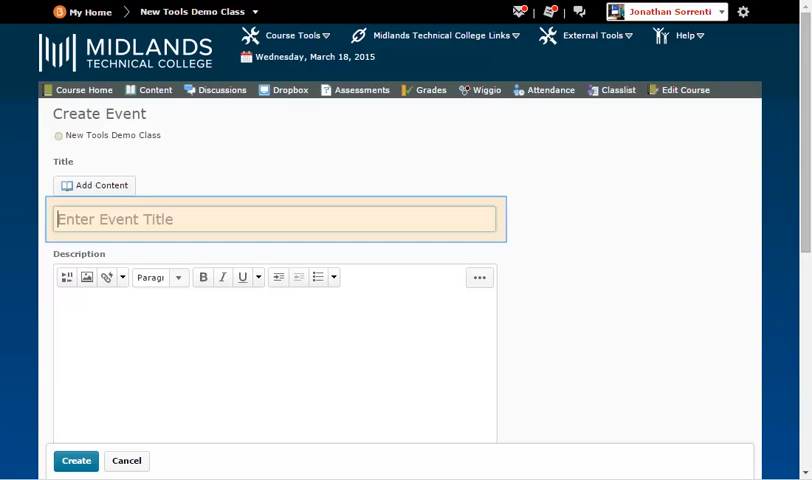 My Home New Tools Demo Class Jonathan Sorrenti
MIDLANDS
TECHNICAL COLLEGE
Course Tools Midlands Technical College Links External Tools Help
Wednesday, March 18, 2015
Course Home Content Discussions Dropbox Assessments Grades Wiggio Attendance Classlist Edit Course
Create Event
New Tools Demo Class
Title
Add Content
Enter Event Title
Description
Paragr B I U
Create Cancel